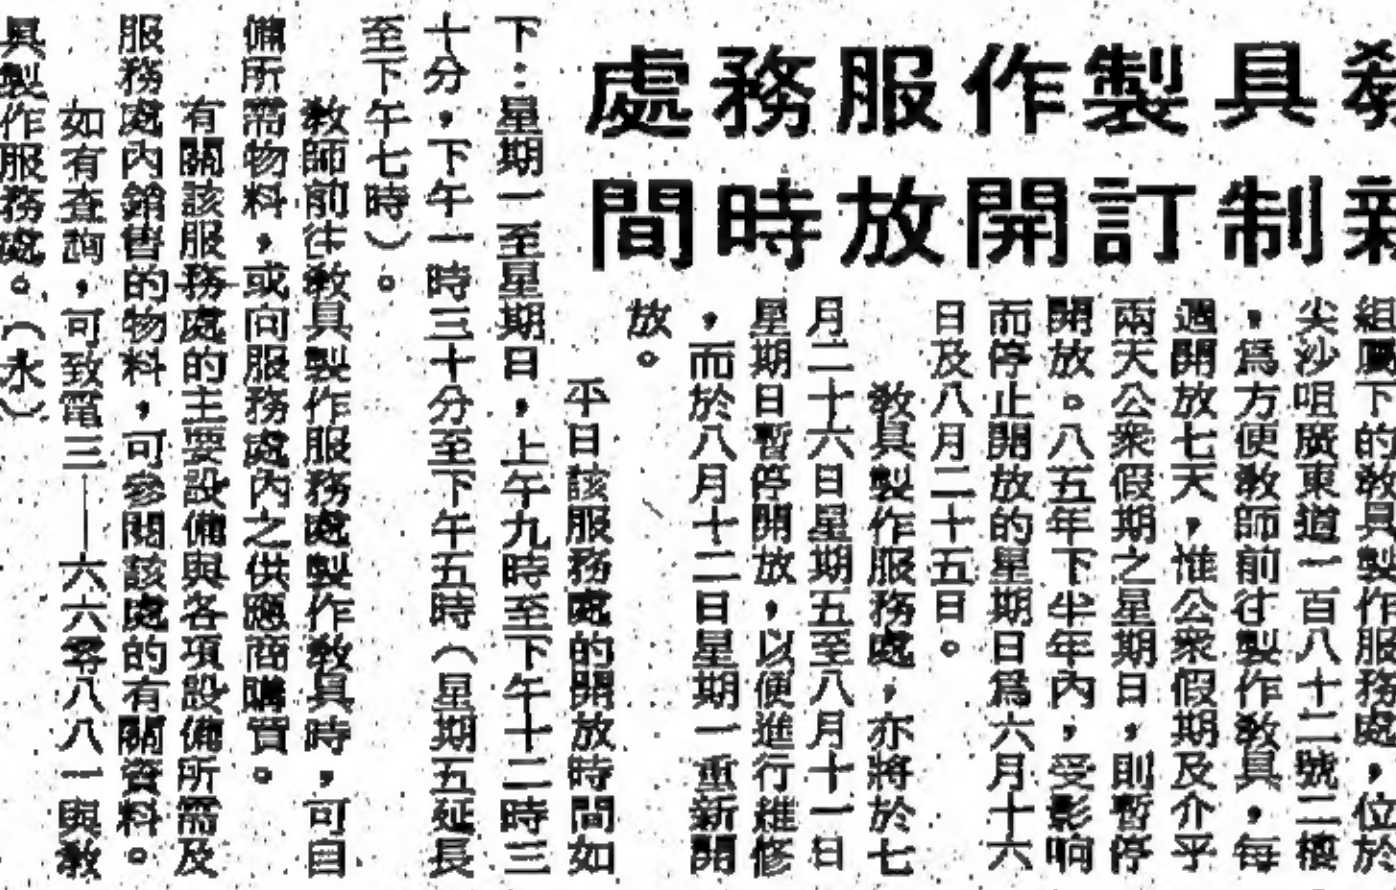 教具製作服務處
新制訂開放時間
組屬下的教具製作服務處，位於
尖沙咀廣東道一百八十二號二樓
，爲方便教師前往製作教具，每
週開放七天，惟公衆假期及介乎
兩天公衆假期之星期日，則暫停
開放。八五年下半年內，受影响
而停止開放的星期日爲六月十六
日及八月二十五日。
教具製作服務處，亦將於七
月二十六日星期五至八月十一日
星期日暫停開放，以便進行維修
，而於八月十二日星期一重新開
放。
平日該服務處的開放時間如
下：星期一至星期日，上午九時至下午十二時三
十分，下午一時三十分至下午五時（星期五延長
至下午七時）。
教師前往教具製作服務處製作教具時，可自
備所需物料，或向服務處內之供應商購買。
有關該服務處的主要設備與各項設備所需及
服務處內銷售的物料，可參閱該處的有關資料。
如有查詢，可致電三——六六零八八一與教
具製作服務處。（永）